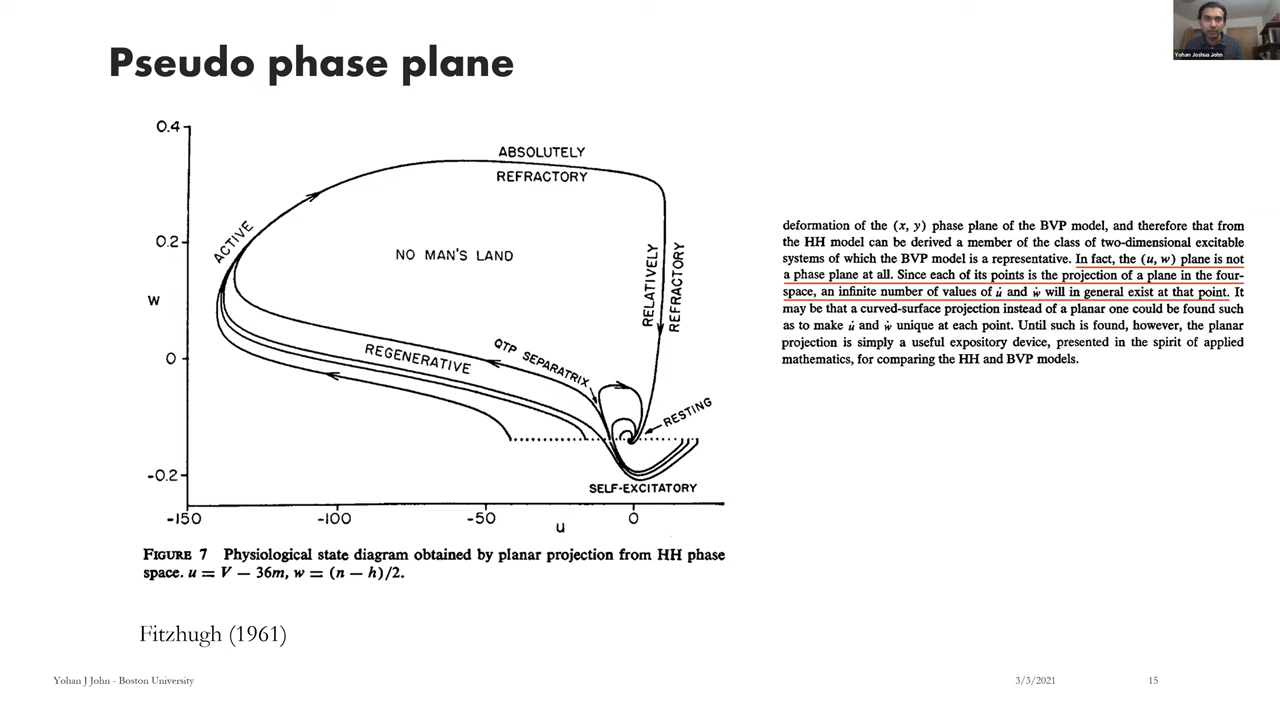 Pseudo phase plane
Yohan Joshua John
0.4
0.2
w
0
-0.2
ABSOLUTELY
REFRACTORY
ACTIVE
NO MAN'S LAND
RELATIVELY
REFRACTORY
REGENERATIVE
QTP SEPARATRIX
RESTING
SELF-EXCITATORY
-150 -100 -50 0
u
FIGURE 7 Physiological state diagram obtained by planar projection from HH phase
space. u = V − 36m, w = (n − h)/2.
deformation of the (x, y) phase plane of the BVP model, and therefore that from
the HH model can be derived a member of the class of two-dimensional excitable
systems of which the BVP model is a representative. In fact, the (u, w) plane is not
a phase plane at all. Since each of its points is the projection of a plane in the four-
space, an infinite number of values of u̇ and ẇ will in general exist at that point. It
may be that a curved-surface projection instead of a planar one could be found such
as to make u̇ and ẇ unique at each point. Until such is found, however, the planar
projection is simply a useful expository device, presented in the spirit of applied
mathematics, for comparing the HH and BVP models.
Fitzhugh (1961)
Yohan J John - Boston University
3/3/2021
15